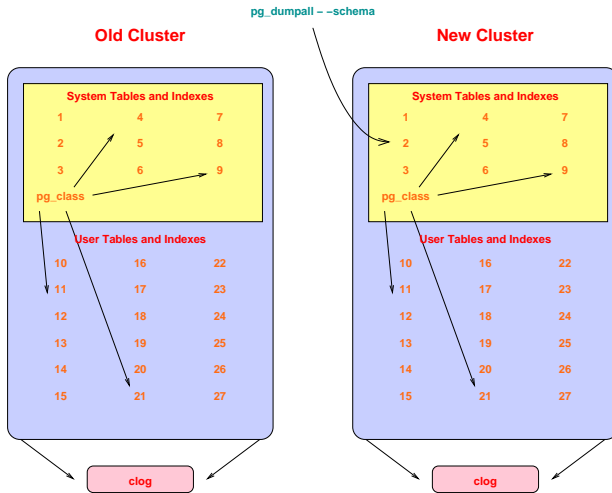 pg_dumpall – –schema
Old Cluster
System Tables and Indexes
1 4 7
2 5 8
3 6 9
pg_class
User Tables and Indexes
10 16 22
11 17 23
12 18 24
13 19 25
14 20 26
15 21 27
clog
New Cluster
System Tables and Indexes
1 4 7
2 5 8
3 6 9
pg_class
User Tables and Indexes
10 16 22
11 17 23
12 18 24
13 19 25
14 20 26
15 21 27
clog